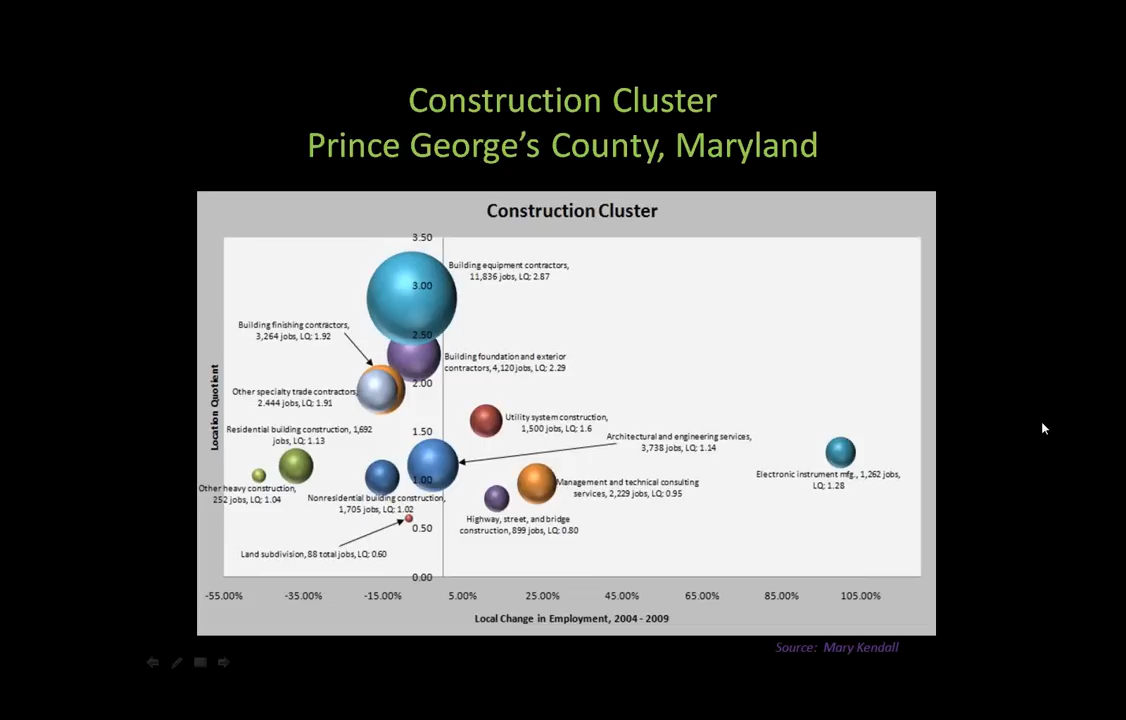 Construction Cluster
Prince George's County, Maryland
Construction Cluster
3.50
3.00
2.50
2.00
1.50
1.00
0.50
0.00
Location Quotient
Building equipment contractors,
11,836 jobs, LQ: 2.87
Building finishing contractors,
3,264 jobs, LQ: 1.92
Building foundation and exterior
contractors, 4,120 jobs, LQ: 2.29
Other specialty trade contractors,
2.444 jobs, LQ: 1.91
Utility system construction,
1,500 jobs, LQ: 1.6
Residential building construction, 1,692
jobs, LQ: 1.13
Architectural and engineering services,
3,738 jobs, LQ: 1.14
Electronic instrument mfg., 1,262 jobs,
LQ: 1.28
Management and technical consulting
services, 2,229 jobs, LQ: 0.95
Other heavy construction,
252 jobs, LQ: 1.04
Nonresidential building construction,
1,705 jobs, LQ: 1.02
Highway, street, and bridge
construction, 899 jobs, LQ: 0.80
Land subdivision, 88 total jobs, LQ: 0.60
-55.00% -35.00% -15.00% 5.00% 25.00% 45.00% 65.00% 85.00% 105.00%
Local Change in Employment, 2004 - 2009
Source: Mary Kendall